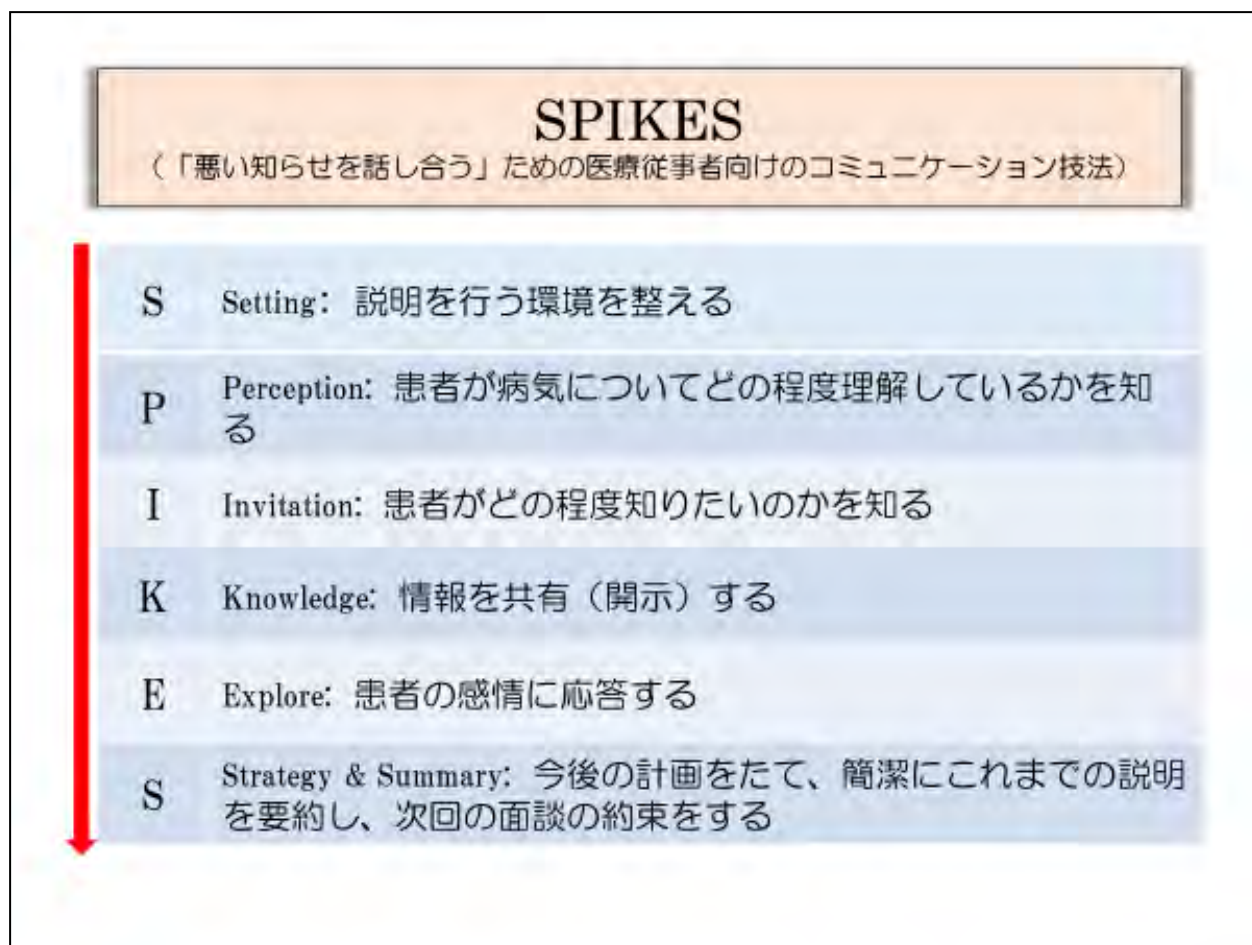 SPIKES
（「悪い知らせを話し合う」ための医療従事者向けのコミュニケーション技法）
S Setting: 説明を行う環境を整える
P Perception: 患者が病気についてどの程度理解しているかを知
る
I Invitation: 患者がどの程度知りたいのかを知る
K Knowledge: 情報を共有（開示）する
E Explore: 患者の感情に応答する
S Strategy & Summary: 今後の計画をたて、簡潔にこれまでの説明
を要約し、次回の面談の約束をする